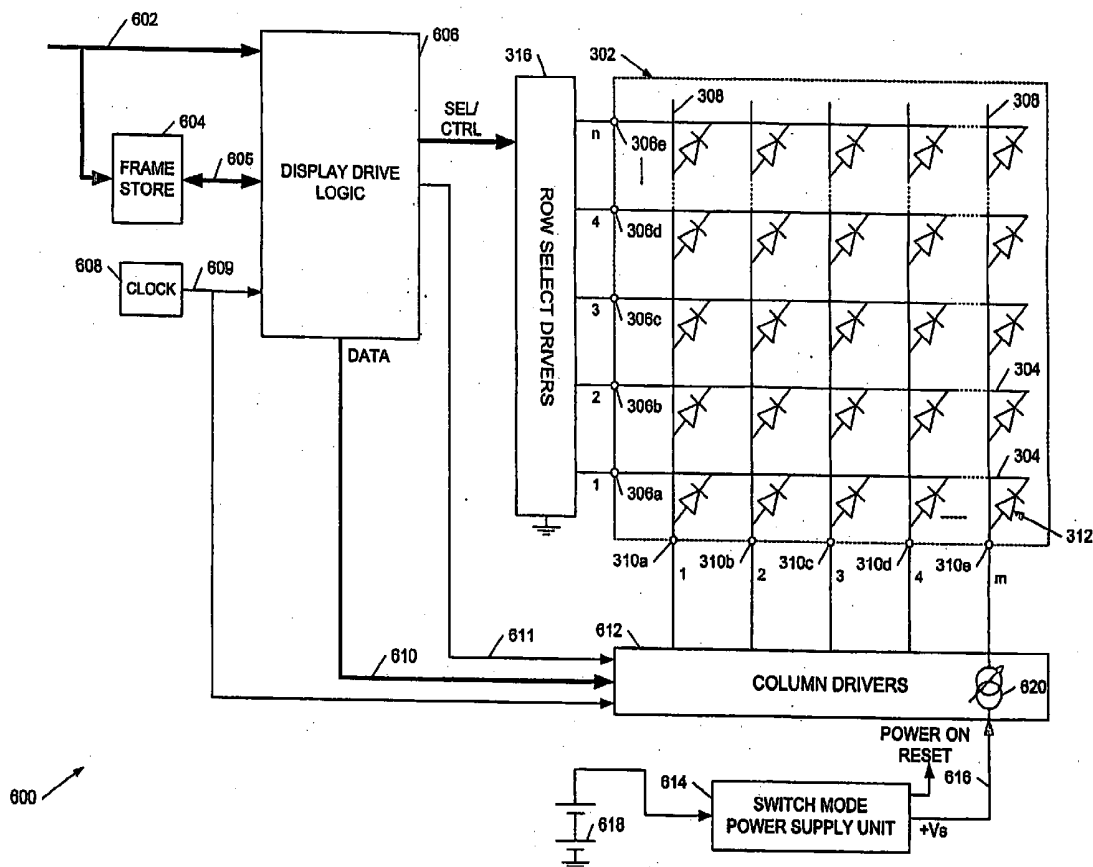 602
606
316
302
308
308
SEL/
CTRL
604
605
n
306e
FRAME
STORE
DISPLAY DRIVE
LOGIC
ROW SELECT DRIVERS
4
306d
608
609
CLOCK
3
306c
DATA
304
2
306b
304
1
306a
312
310a
310b
310c
310d
310e
1
2
3
4
m
611
612
610
COLUMN DRIVERS
620
POWER ON
RESET
616
600
614
SWITCH MODE
POWER SUPPLY UNIT
+Vs
618